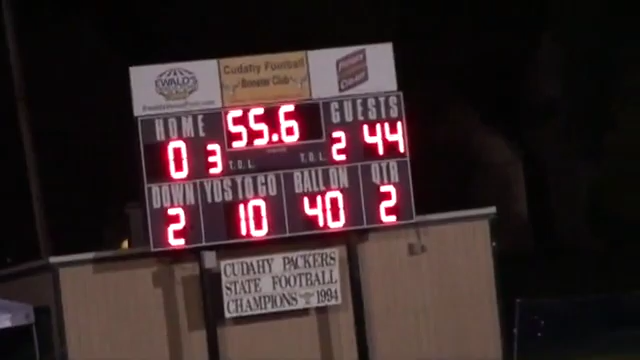 EWALD'S
Cudahy Football
Booster Club
HOME
55.6
GUESTS
0
3
T.O.L.
T.O.L.
2
44
DOWN
YDS TO GO
BALL ON
QTR
2
10
40
2
CUDAHY PACKERS
STATE FOOTBALL
CHAMPIONS 1994